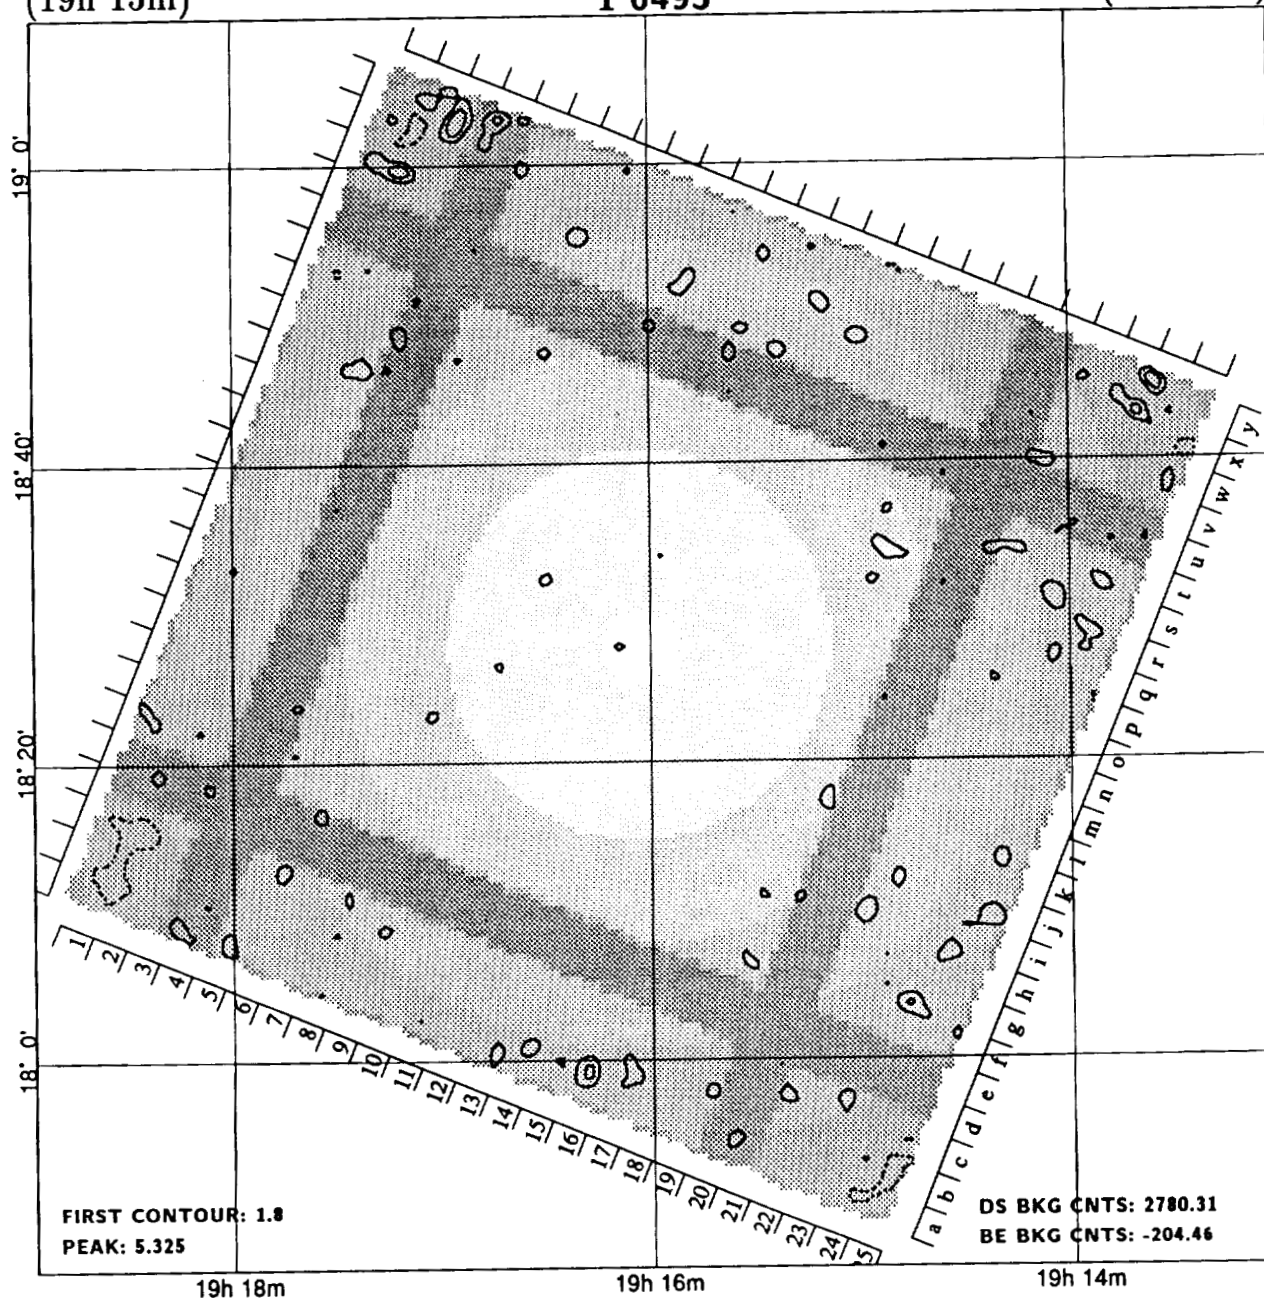 (19h 15m)
19° 0'
18° 40'
18° 20'
18° 0'
y
x
w
v
u
t
s
r
q
p
o
n
m
l
k
j
i
h
g
f
e
d
c
b
a
1 2 3 4 5 6 7 8 9 10 11 12 13 14 15 16 17 18 19 20 21 22 23 24 25
FIRST CONTOUR: 1.8
PEAK: 5.325
DS BKG CNTS: 2780.31
BE BKG CNTS: -204.46
19h 18m
19h 16m
19h 14m